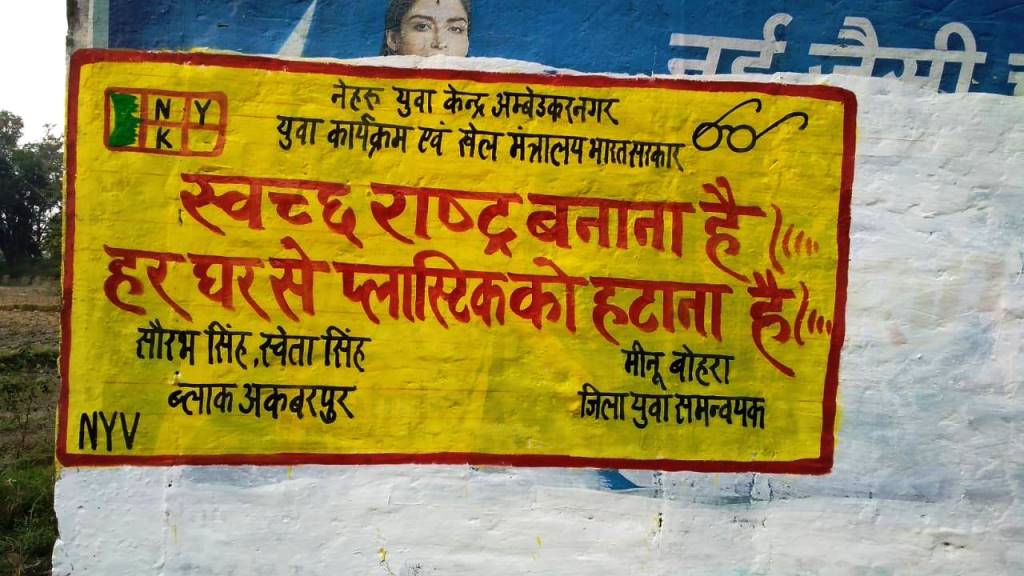 नई जैसी
नेहरु युवा केन्द्र अम्बेडकरनगर
युवा कार्यक्रम एवं खेल मंत्रालय भारत सरकार
N Y
K
स्वच्छ राष्ट्र बनाना है
हर घर से प्लास्टिक को हटाना है
सौरभ सिंह, स्वेता सिंह
ब्लाक अकबरपुर
मीनू बोहरा
जिला युवा समन्वयक
NYV